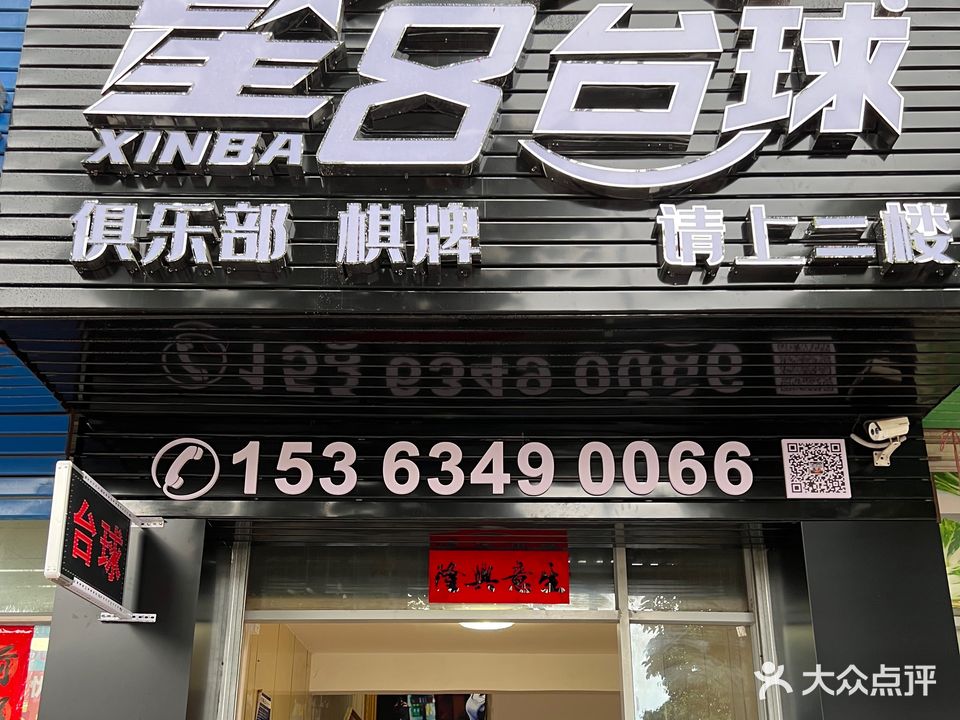 星8台球
XINBA
俱乐部 棋牌 请上二楼
153 6349 0066
台球
生意興隆
大众点评